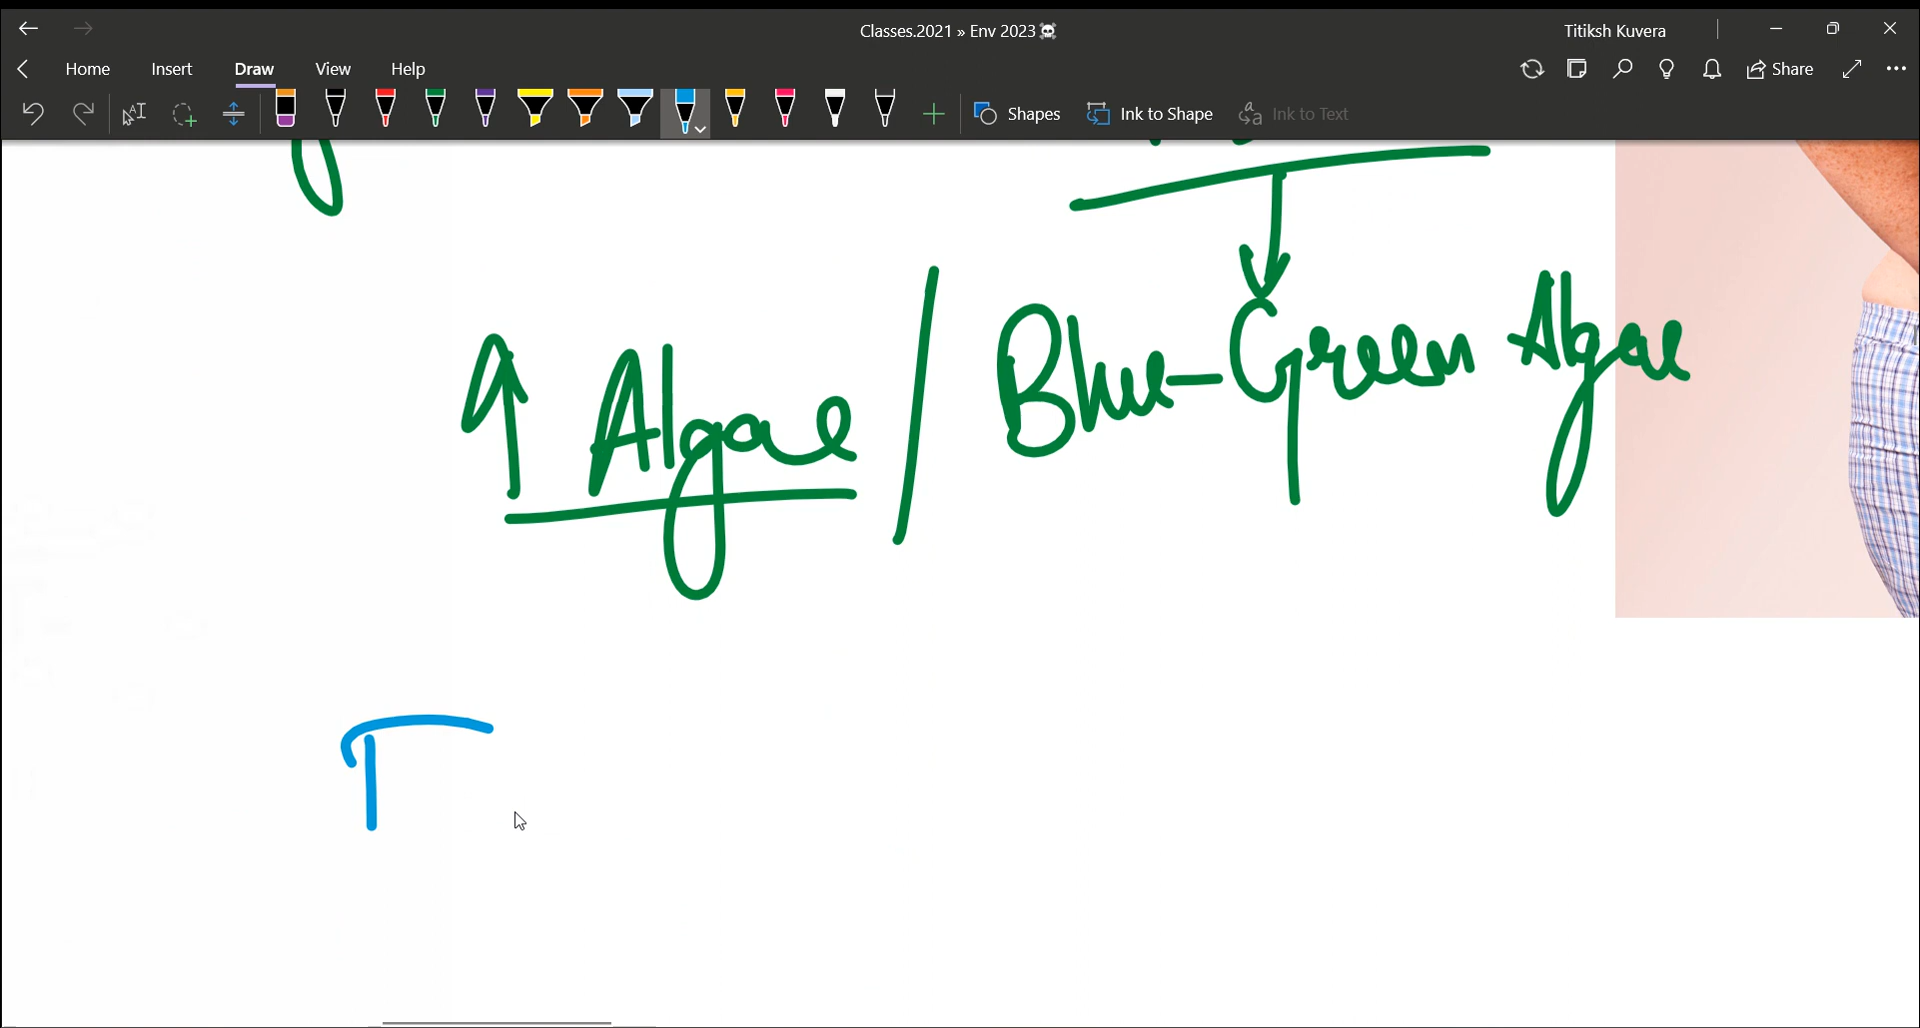 Classes.2021 » Env 2023☠ Titiksh Kuvera
Home Insert Draw View Help Share
Shapes Ink to Shape Ink to Text
↑ Algae / Blue-Green Algae
T